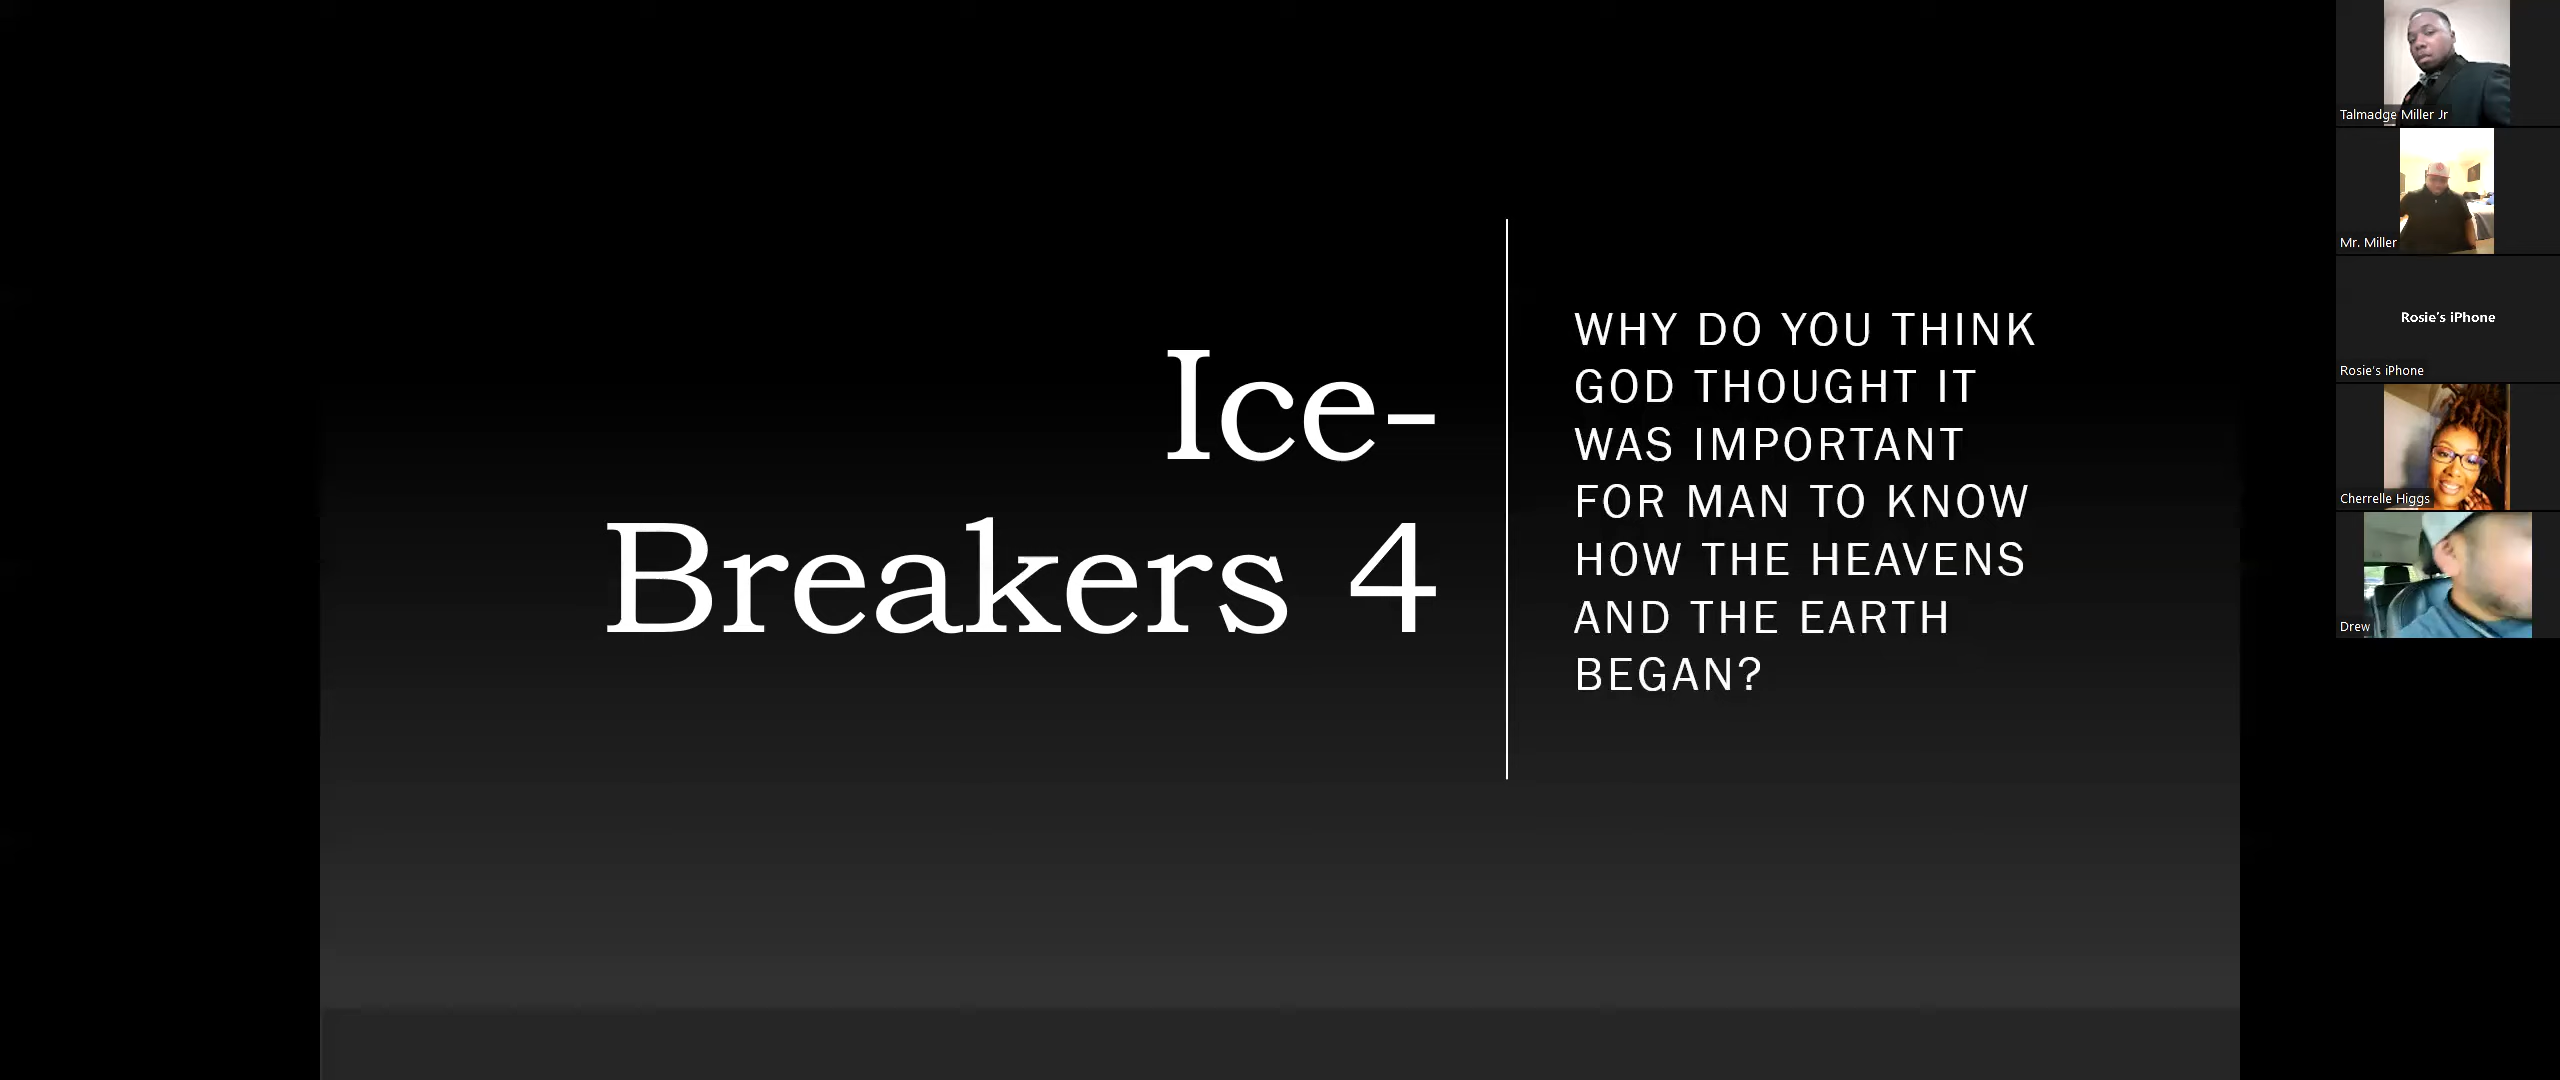 Ice-
Breakers 4
WHY DO YOU THINK
GOD THOUGHT IT
WAS IMPORTANT
FOR MAN TO KNOW
HOW THE HEAVENS
AND THE EARTH
BEGAN?
Talmadge Miller Jr
Mr. Miller
Rosie's iPhone
Rosie's iPhone
Cherrelle Higgs
Drew